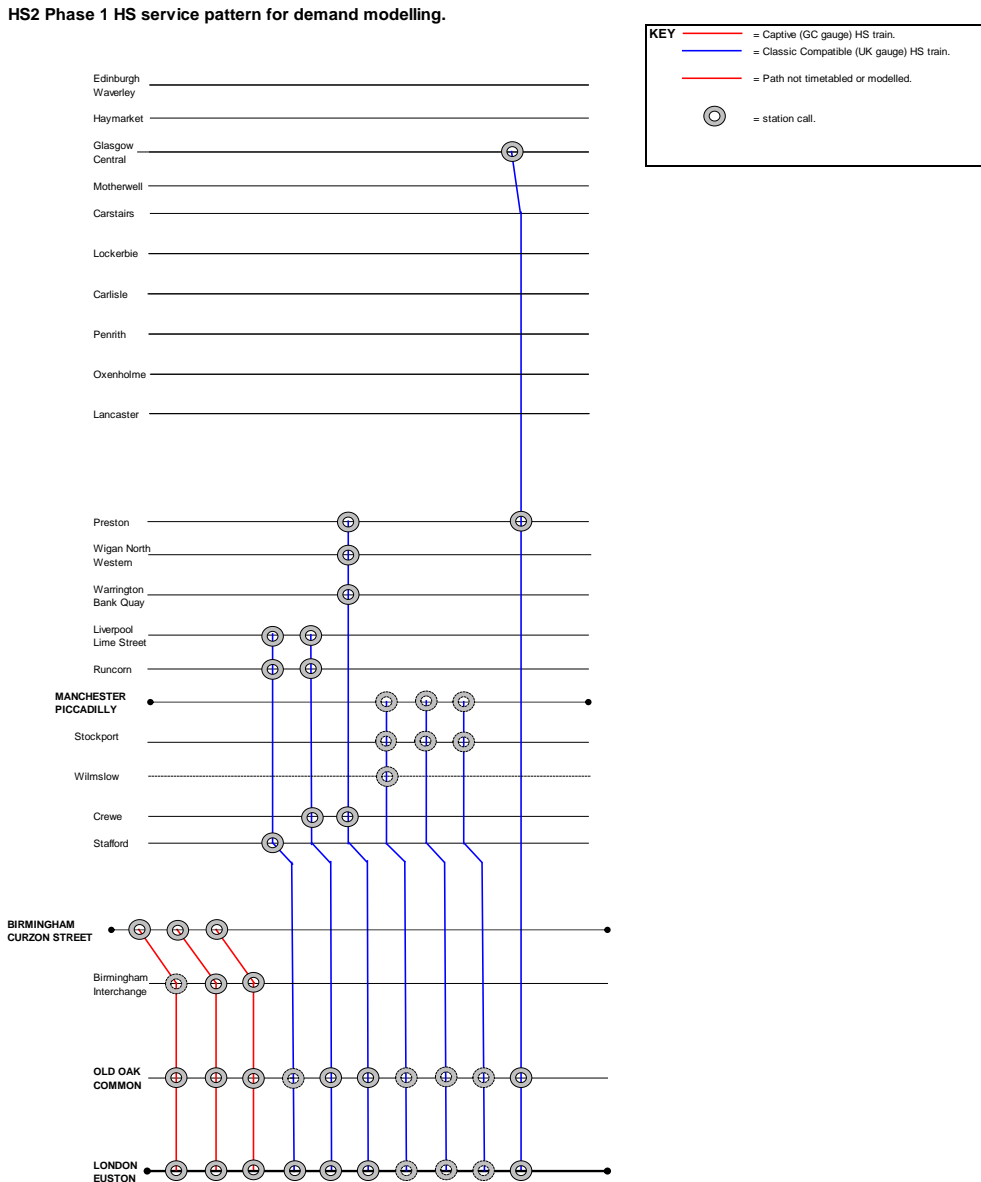 HS2 Phase 1 HS service pattern for demand modelling.
KEY
= Captive (GC gauge) HS train.
= Classic Compatible (UK gauge) HS train.
= Path not timetabled or modelled.
= station call.
Edinburgh
Waverley
Haymarket
Glasgow
Central
Motherwell
Carstairs
Lockerbie
Carlisle
Penrith
Oxenholme
Lancaster
Preston
Wigan North
Western
Warrington
Bank Quay
Liverpool
Lime Street
Runcorn
MANCHESTER
PICCADILLY
Stockport
Wilmslow
Crewe
Stafford
BIRMINGHAM
CURZON STREET
Birmingham
Interchange
OLD OAK
COMMON
LONDON
EUSTON